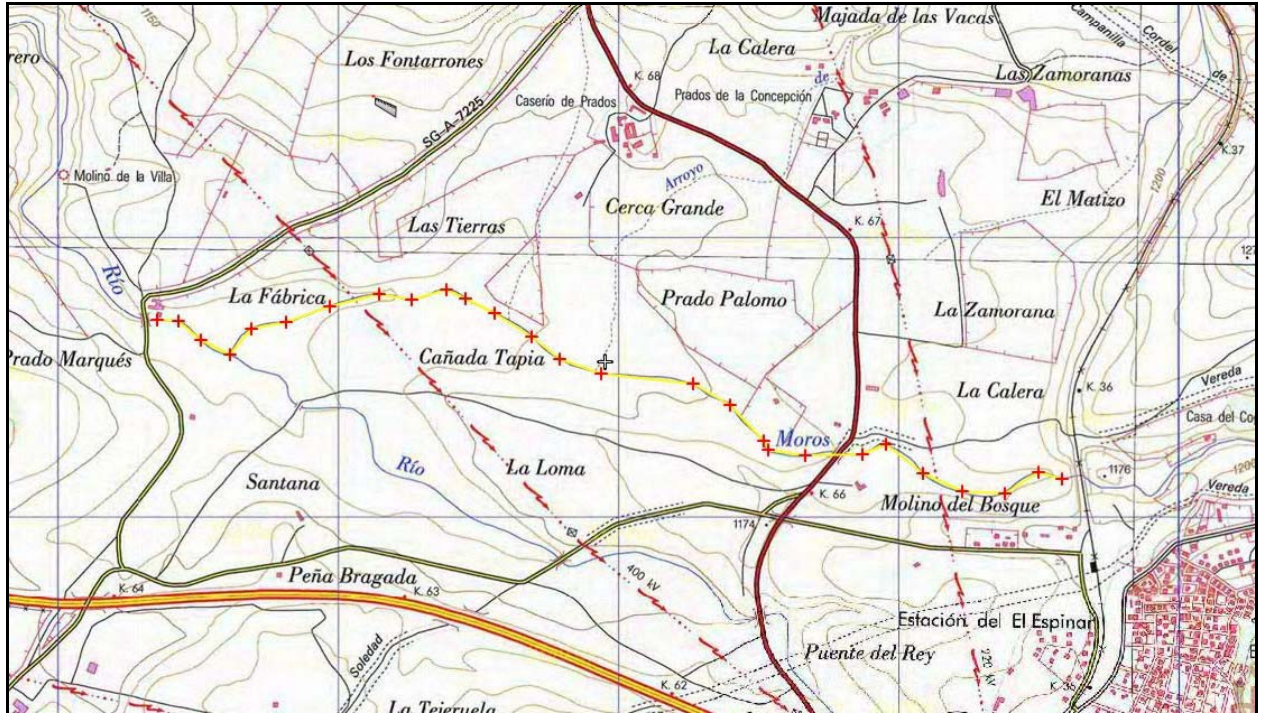 1150
Majada de las Vacas
Campanilla
Cordel
de
La Calera
Los Fontarrones
K. 68
Las Zamoranas
de
Caserío de Prados
Prados de la Concepción
SG-A-7225
K.37
Molino de la Villa
Arroyo
1200
El Matizo
Cerca Grande
Las Tierras
K. 67
Río
La Fábrica
Prado Palomo
La Zamorana
Prado Marqués
Cañada Tapia
Vereda
K. 36
La Calera
Casa del Co
Moros
Río
La Loma
1176
1200
Santana
K. 66
Vereda
Molino del Bosque
1174
400 kV
Peña Bragada
K. 64
K. 63
Estación del El Espinar
Soledad
Puente del Rey
220 kV
K. 62
K. 35
La Tejeruela